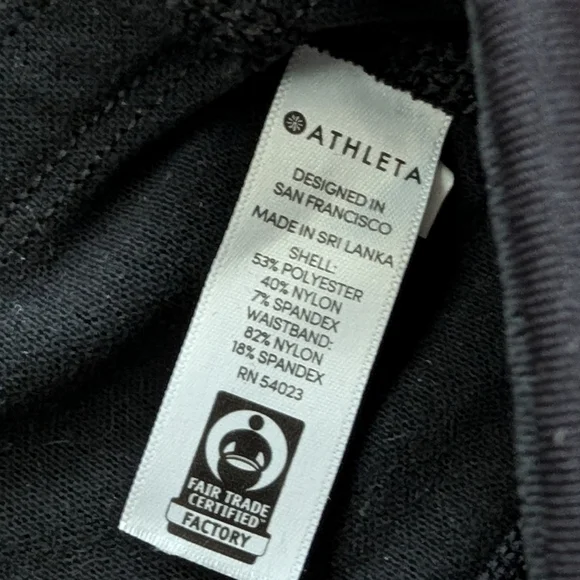 ATHLETA
DESIGNED IN
SAN FRANCISCO
MADE IN SRI LANKA
SHELL:
53% POLYESTER
40% NYLON
7% SPANDEX
WAISTBAND:
82% NYLON
18% SPANDEX
RN 54023
FAIR TRADE
CERTIFIED™
FACTORY